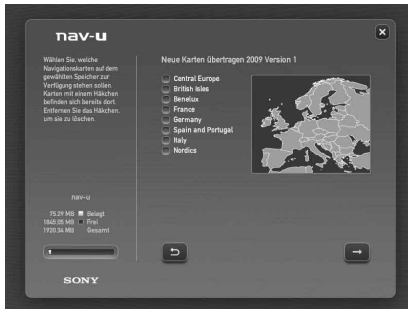 nav-u
Wählen Sie, welche
Navigationskarten auf dem
gewählten Speicher zur
Verfügung stehen sollen.
Karten mit einem Häkchen
befinden sich bereits dort.
Entfernen Sie das Häkchen,
um sie zu löschen.
Neue Karten übertragen 2009 Version 1
Central Europe
British Isles
Benelux
France
Germany
Spain and Portugal
Italy
Nordics
nav-u
75.29 MB Belegt
1845.05 MB Frei
1920.34 MB Gesamt
SONY